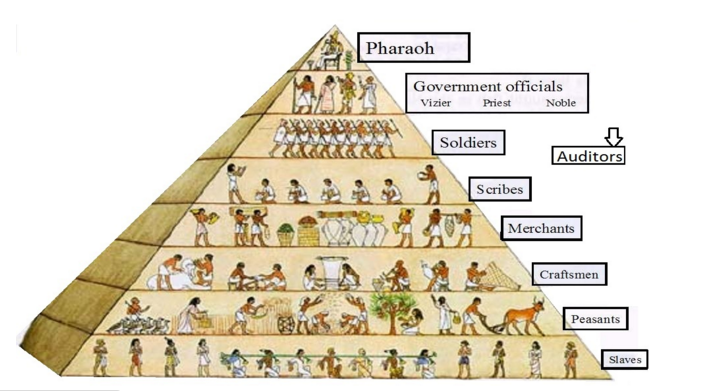 Pharaoh
Government officials
Vizier Priest Noble
Soldiers
Auditors
Scribes
Merchants
Craftsmen
Peasants
Slaves